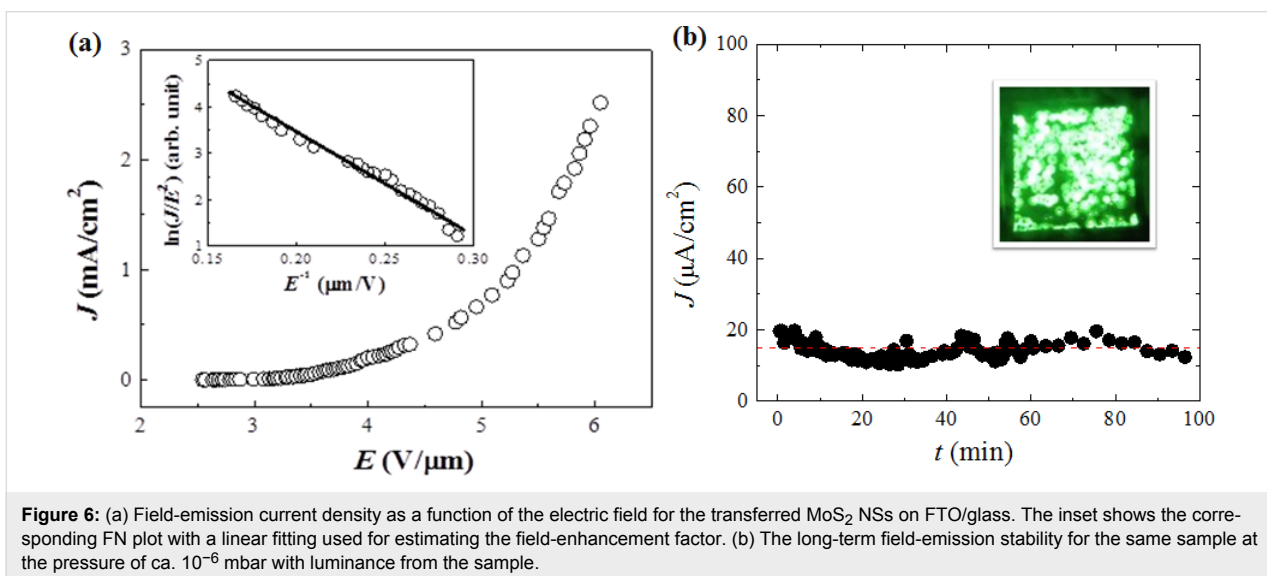 (a)
3
2
1
0
J (mA/cm²)
2
3
4
5
6
E (V/μm)
5
4
3
2
1
ln(J/E²) (arb. unit)
0.15
0.20
0.25
0.30
E⁻¹ (μm/V)
(b)
100
80
60
40
20
0
J (μA/cm²)
0
20
40
60
80
100
t (min)
Figure 6: (a) Field-emission current density as a function of the electric field for the transferred MoS₂ NSs on FTO/glass. The inset shows the corre-
sponding FN plot with a linear fitting used for estimating the field-enhancement factor. (b) The long-term field-emission stability for the same sample at
the pressure of ca. 10⁻⁶ mbar with luminance from the sample.